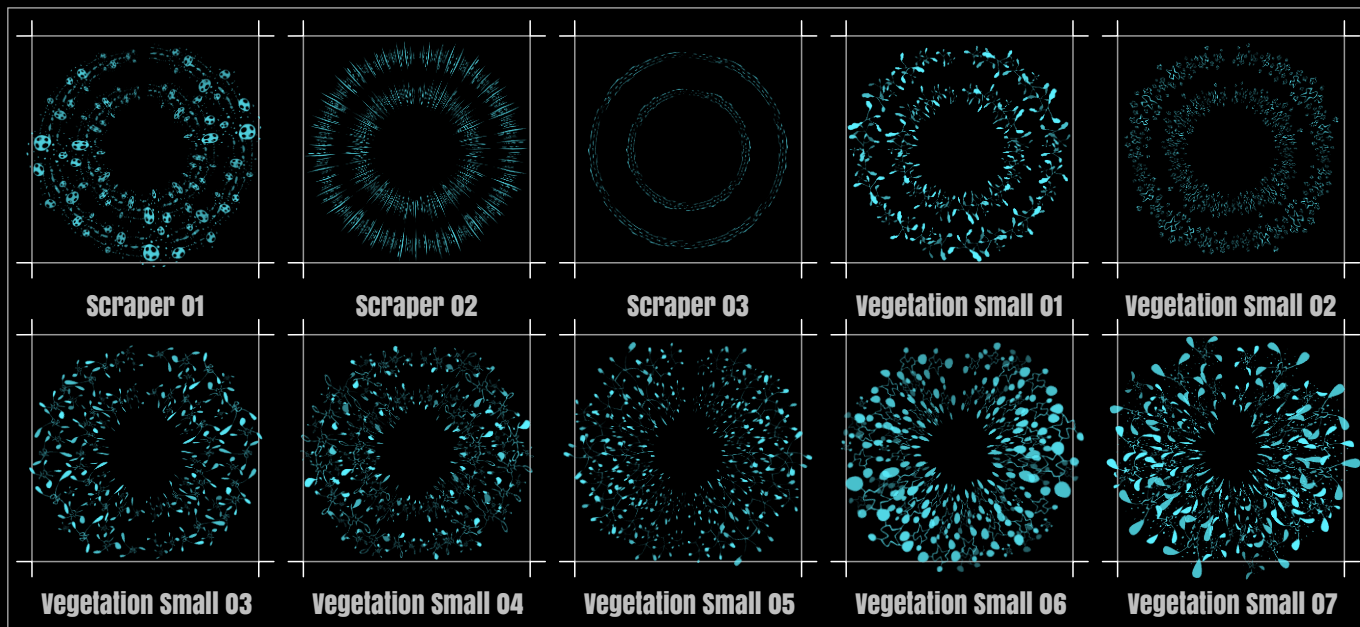 Scraper 01
Scraper 02
Scraper 03
Vegetation Small 01
Vegetation Small 02
Vegetation Small 03
Vegetation Small 04
Vegetation Small 05
Vegetation Small 06
Vegetation Small 07